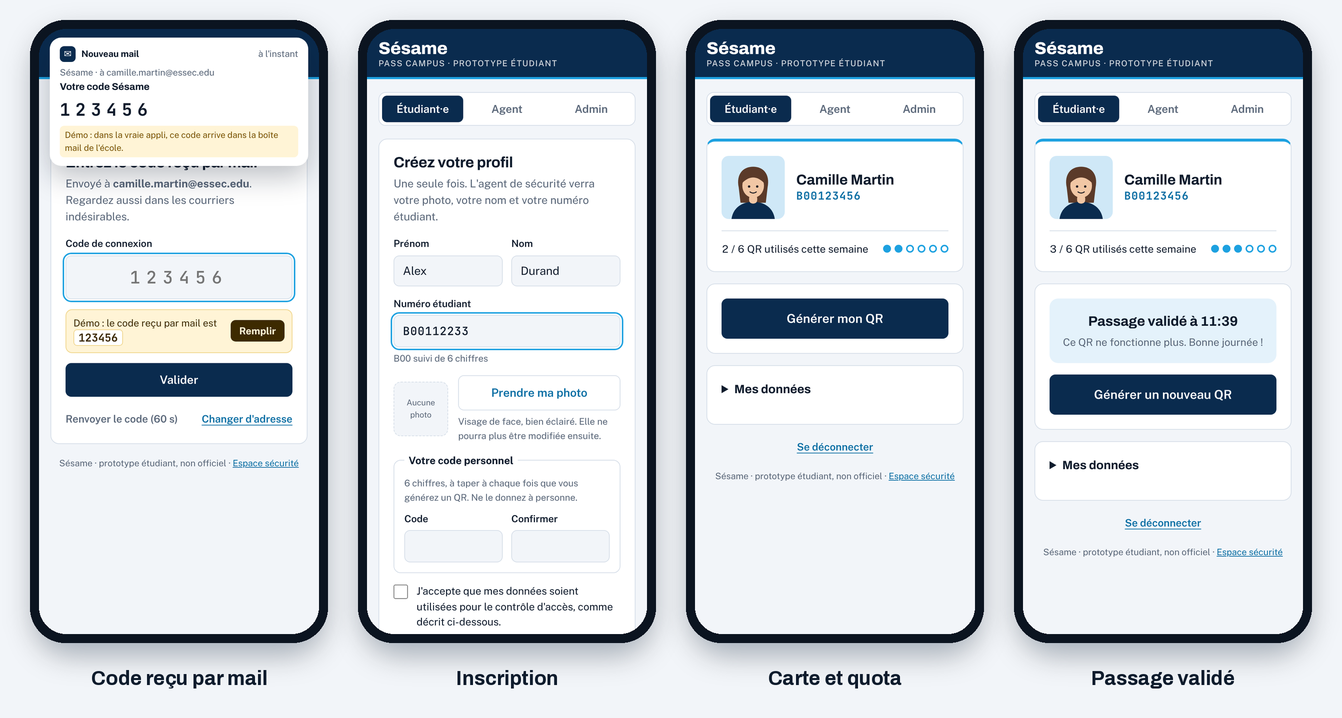 Nouveau mail
à l'instant
Sésame · à camille.martin@essec.edu
Votre code Sésame
1 2 3 4 5 6
Démo : dans la vraie appli, ce code arrive dans la boîte
mail de l'école.
Envoyé à camille.martin@essec.edu.
Regardez aussi dans les courriers
indésirables.
Code de connexion
1 2 3 4 5 6
Démo : le code reçu par mail est
123456
Remplir
Valider
Renvoyer le code (60 s)
Changer d'adresse
Sésame · prototype étudiant, non officiel · Espace sécurité
Code reçu par mail
Sésame
PASS CAMPUS · PROTOTYPE ÉTUDIANT
Étudiant·e
Agent
Admin
Créez votre profil
Une seule fois. L'agent de sécurité verra
votre photo, votre nom et votre numéro
étudiant.
Prénom
Nom
Alex
Durand
Numéro étudiant
B00112233
B00 suivi de 6 chiffres
Aucune
photo
Prendre ma photo
Visage de face, bien éclairé. Elle ne
pourra plus être modifiée ensuite.
Votre code personnel
6 chiffres, à taper à chaque fois que vous
générez un QR. Ne le donnez à personne.
Code
Confirmer
J'accepte que mes données soient
utilisées pour le contrôle d'accès, comme
décrit ci-dessous.
Inscription
Sésame
PASS CAMPUS · PROTOTYPE ÉTUDIANT
Étudiant·e
Agent
Admin
Camille Martin
B00123456
2 / 6 QR utilisés cette semaine
Générer mon QR
Mes données
Se déconnecter
Sésame · prototype étudiant, non officiel · Espace sécurité
Carte et quota
Sésame
PASS CAMPUS · PROTOTYPE ÉTUDIANT
Étudiant·e
Agent
Admin
Camille Martin
B00123456
3 / 6 QR utilisés cette semaine
Passage validé à 11:39
Ce QR ne fonctionne plus. Bonne journée !
Générer un nouveau QR
Mes données
Se déconnecter
Sésame · prototype étudiant, non officiel · Espace sécurité
Passage validé